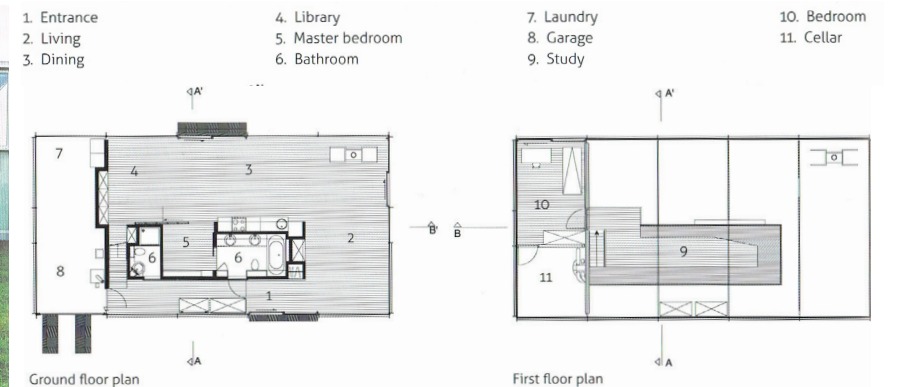 1. Entrance
2. Living
3. Dining
4. Library
5. Master bedroom
6. Bathroom
7. Laundry
8. Garage
9. Study
10. Bedroom
11. Cellar
A'
7
4
3
5
6
6
2
8
1
A
B'
B
Ground floor plan
A'
10
9
11
A
First floor plan